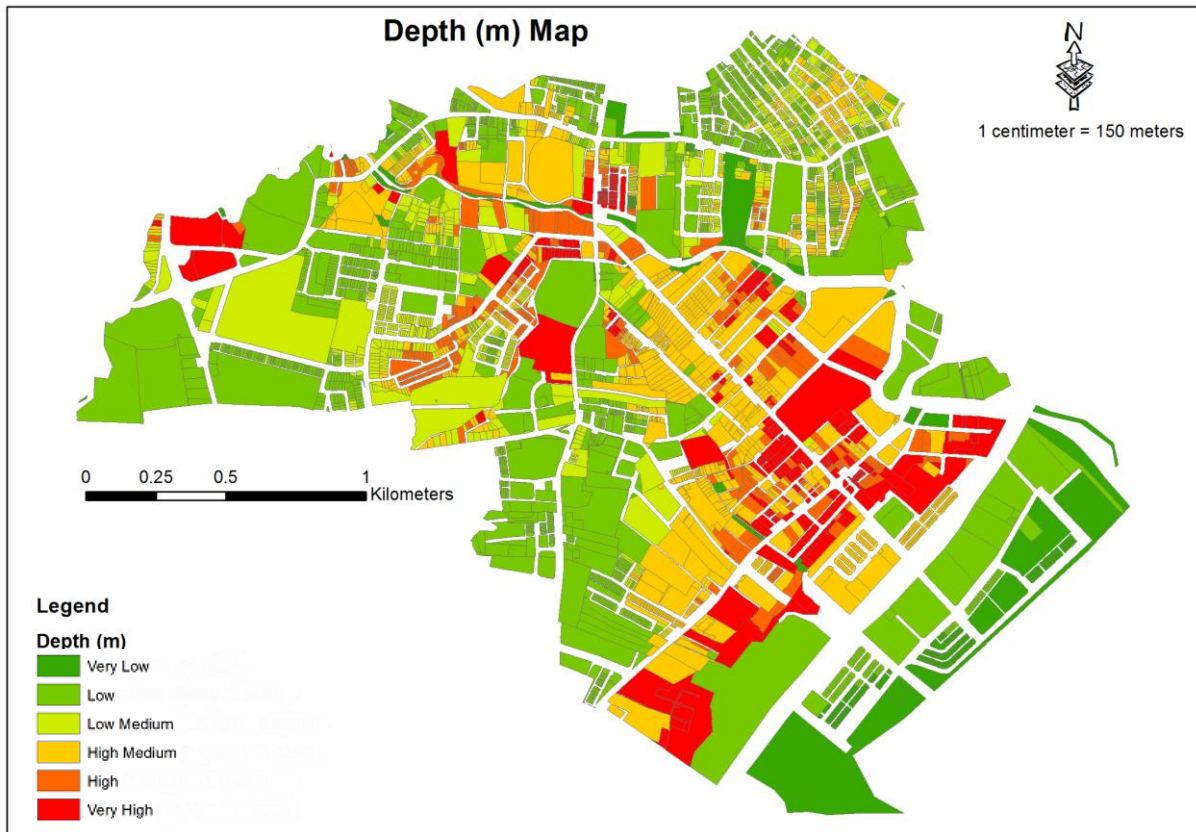 Depth (m) Map
N
1 centimeter = 150 meters
0 0.25 0.5 1
Kilometers
Legend
Depth (m)
Very Low
Low
Low Medium
High Medium
High
Very High